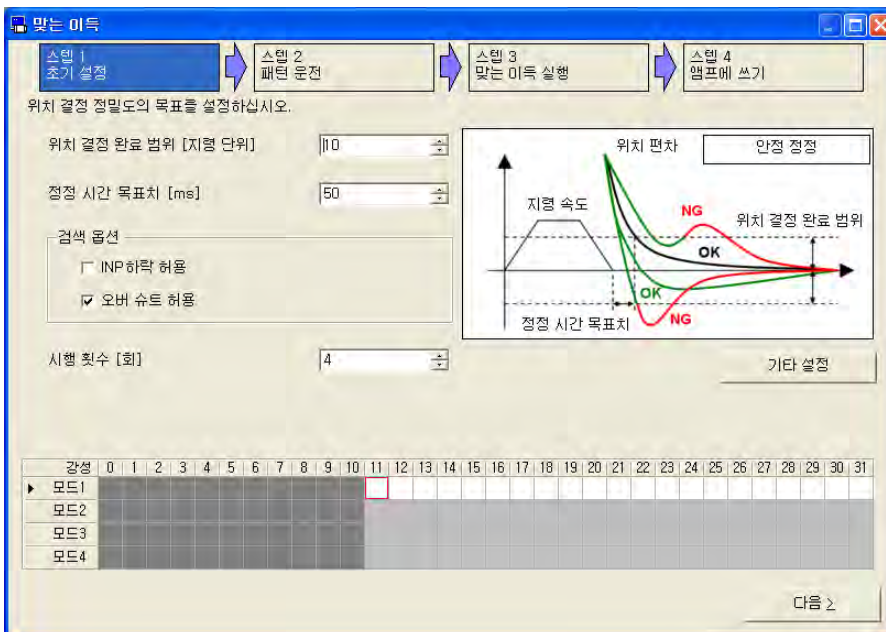 맞는 이득
스텝 1
초기 설정
스텝 2
패턴 운전
스텝 3
맞는 이득 실행
스텝 4
앰프에 쓰기
위치 결정 정밀도의 목표를 설정하십시오.
위치 결정 완료 범위 [지령 단위]
10
정정 시간 목표치 [ms]
50
검색 옵션
INP하락 허용
오버 슈트 허용
시행 횟수 [회]
4
위치 편차
안정 정정
지령 속도
NG
위치 결정 완료 범위
OK
OK
정정 시간 목표치
NG
기타 설정
강성 0 1 2 3 4 5 6 7 8 9 10 11 12 13 14 15 16 17 18 19 20 21 22 23 24 25 26 27 28 29 30 31
모드1
모드2
모드3
모드4
다음 >